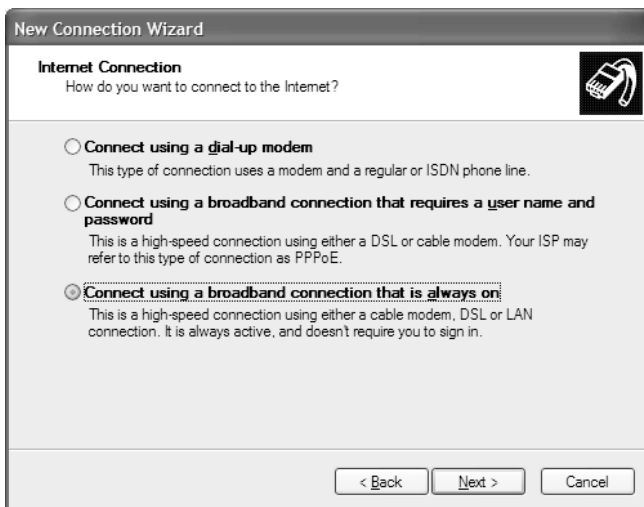 New Connection Wizard
Internet Connection
How do you want to connect to the Internet?
Connect using a dial-up modem
This type of connection uses a modem and a regular or ISDN phone line.
Connect using a broadband connection that requires a user name and
password
This is a high-speed connection using either a DSL or cable modem. Your ISP may
refer to this type of connection as PPPoE.
Connect using a broadband connection that is always on
This is a high-speed connection using either a cable modem, DSL or LAN
connection. It is always active, and doesn't require you to sign in.
< Back
Next >
Cancel